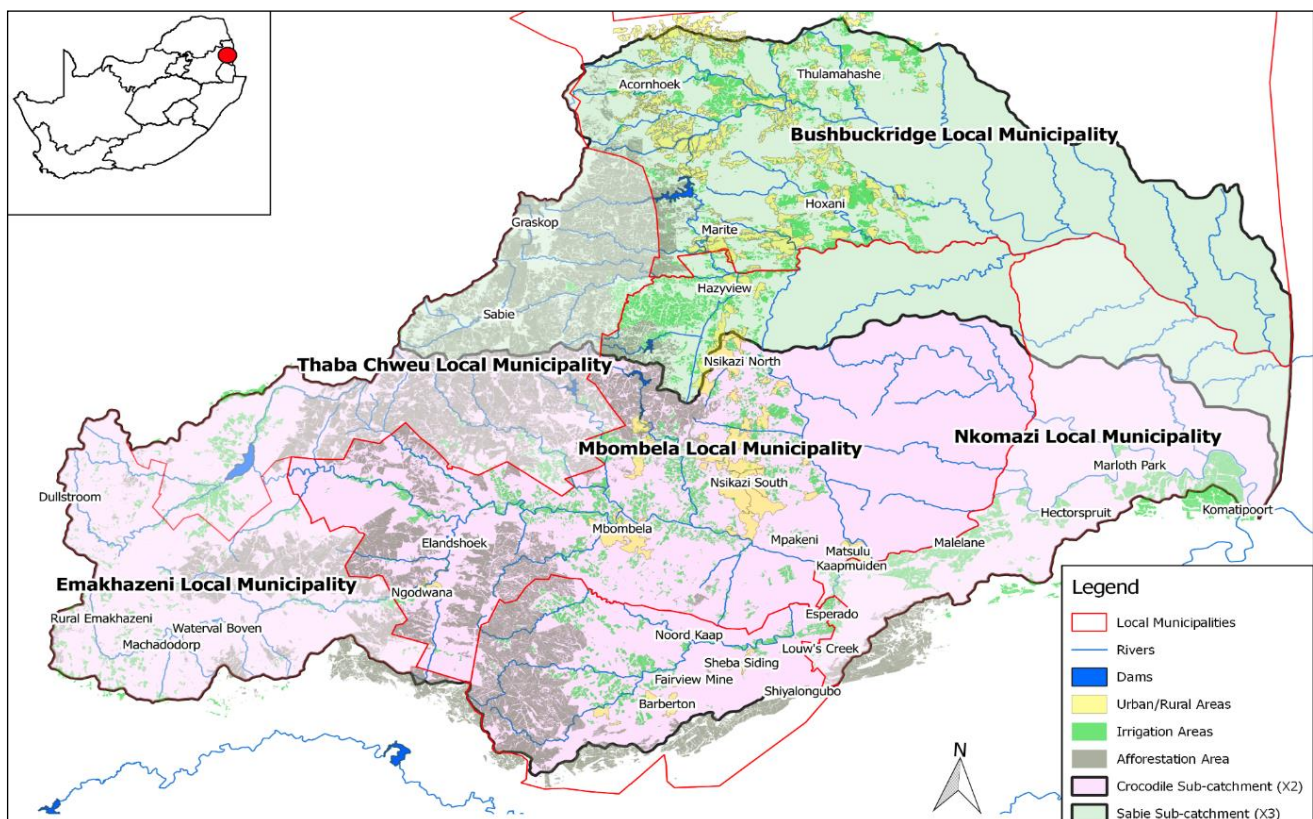 Acornhoek
Thulamahashe
Bushbuckridge Local Municipality
Hoxani
Graskop
Marite
Hazyview
Sabie
Nsikazi North
Thaba Chweu Local Municipality
Mbombela Local Municipality
Nkomazi Local Municipality
Marloth Park
Dullstroom
Nsikazi South
Hectorspruit
Komatipoort
Mbombela
Mpakeni
Elandshoek
Matsulu
Malelane
Kaapmuiden
Emakhazeni Local Municipality
Ngodwana
Esperado
Rural Emakhazeni
Waterval Boven
Noord Kaap
Machadodorp
Louw's Creek
Sheba Siding
Fairview Mine
Shiyalongubo
Barberton
N
Legend
Local Municipalities
Rivers
Dams
Urban/Rural Areas
Irrigation Areas
Afforestation Area
Crocodile Sub-catchment (X2)
Sabie Sub-catchment (X3)